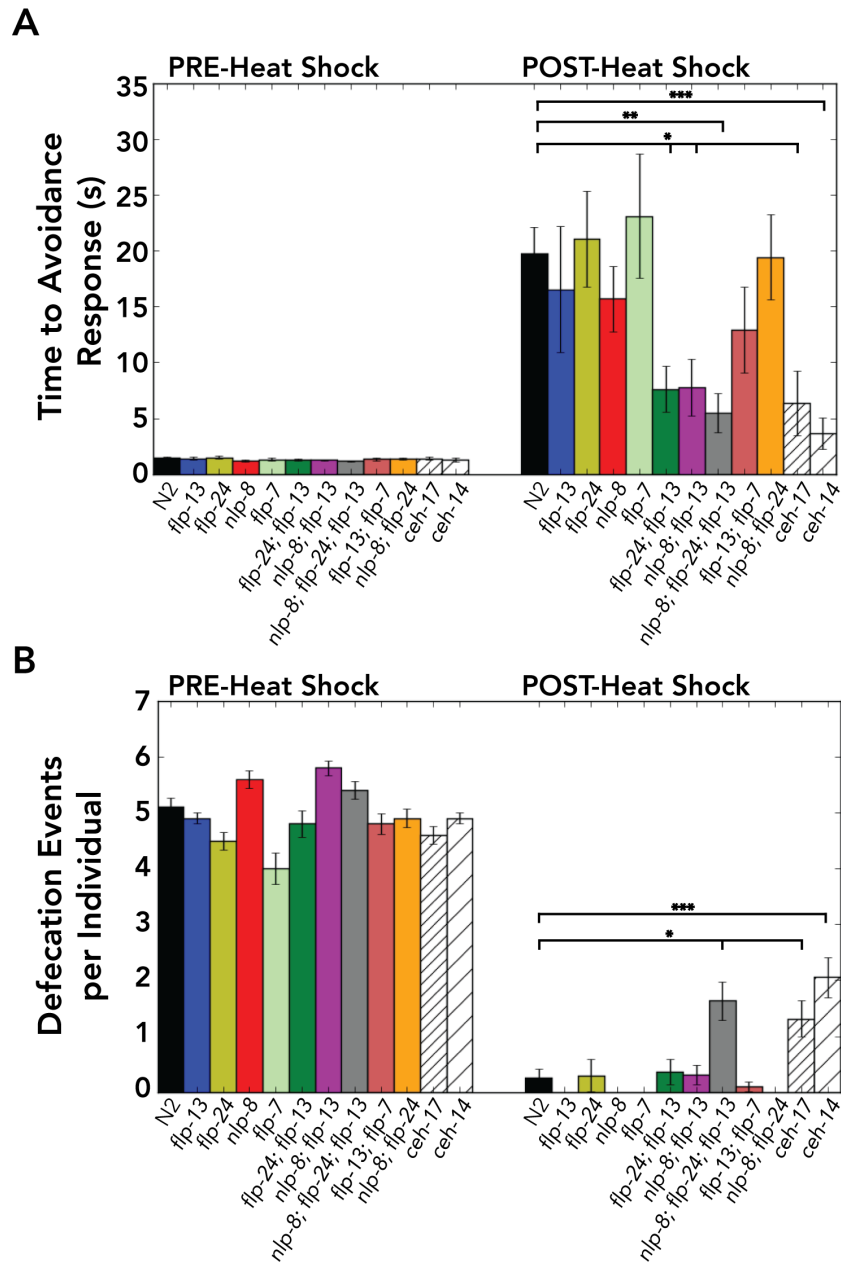 A
PRE-Heat Shock POST-Heat Shock
Time to Avoidance
Response (s)
35
30
25
20
15
10
5
0
***
**
*
N2
flp-13
flp-24
nlp-8
flp-7
flp-24; flp-13
nlp-8; flp-13
nlp-8; flp-24; flp-13
flp-13; flp-7
nlp-8; flp-24
ceh-17
ceh-14
N2
flp-13
flp-24
nlp-8
flp-7
flp-24; flp-13
nlp-8; flp-13
nlp-8; flp-24; flp-13
flp-13; flp-7
nlp-8; flp-24
ceh-17
ceh-14
B
PRE-Heat Shock POST-Heat Shock
Defecation Events
per Individual
7
6
5
4
3
2
1
0
***
*
N2
flp-13
flp-24
nlp-8
flp-7
flp-24; flp-13
nlp-8; flp-13
nlp-8; flp-24; flp-13
flp-13; flp-7
nlp-8; flp-24
ceh-17
ceh-14
N2
flp-13
flp-24
nlp-8
flp-7
flp-24; flp-13
nlp-8; flp-13
nlp-8; flp-24; flp-13
flp-13; flp-7
nlp-8; flp-24
ceh-17
ceh-14